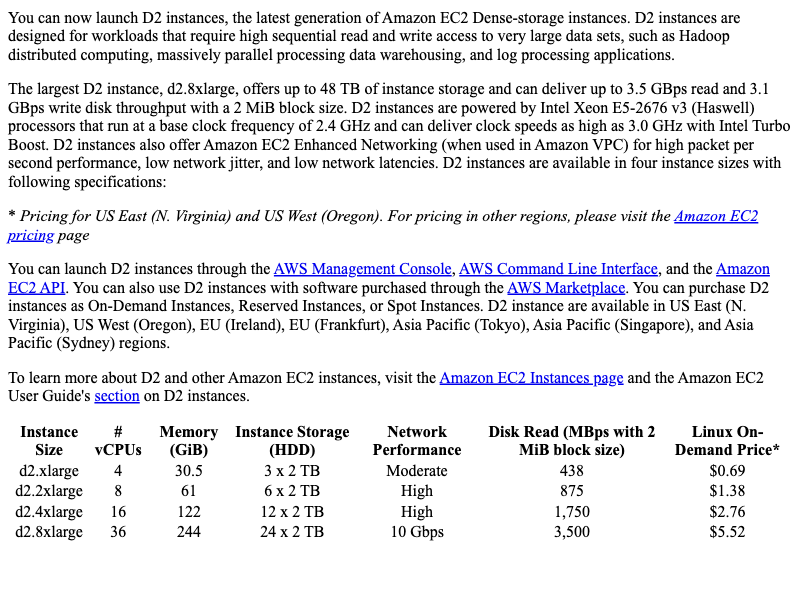 You can now launch D2 instances, the latest generation of Amazon EC2 Dense-storage instances. D2 instances are
designed for workloads that require high sequential read and write access to very large data sets, such as Hadoop
distributed computing, massively parallel processing data warehousing, and log processing applications.
The largest D2 instance, d2.8xlarge, offers up to 48 TB of instance storage and can deliver up to 3.5 GBps read and 3.1
GBps write disk throughput with a 2 MiB block size. D2 instances are powered by Intel Xeon E5-2676 v3 (Haswell)
processors that run at a base clock frequency of 2.4 GHz and can deliver clock speeds as high as 3.0 GHz with Intel Turbo
Boost. D2 instances also offer Amazon EC2 Enhanced Networking (when used in Amazon VPC) for high packet per
second performance, low network jitter, and low network latencies. D2 instances are available in four instance sizes with
following specifications:
* Pricing for US East (N. Virginia) and US West (Oregon). For pricing in other regions, please visit the Amazon EC2
pricing page
You can launch D2 instances through the AWS Management Console, AWS Command Line Interface, and the Amazon
EC2 API. You can also use D2 instances with software purchased through the AWS Marketplace. You can purchase D2
instances as On-Demand Instances, Reserved Instances, or Spot Instances. D2 instance are available in US East (N.
Virginia), US West (Oregon), EU (Ireland), EU (Frankfurt), Asia Pacific (Tokyo), Asia Pacific (Singapore), and Asia
Pacific (Sydney) regions.
To learn more about D2 and other Amazon EC2 instances, visit the Amazon EC2 Instances page and the Amazon EC2
User Guide's section on D2 instances.
Instance # Memory Instance Storage Network Disk Read (MBps with 2 Linux On-
Size vCPUs (GiB) (HDD) Performance MiB block size) Demand Price*
d2.xlarge 4 30.5 3 x 2 TB Moderate 438 $0.69
d2.2xlarge 8 61 6 x 2 TB High 875 $1.38
d2.4xlarge 16 122 12 x 2 TB High 1,750 $2.76
d2.8xlarge 36 244 24 x 2 TB 10 Gbps 3,500 $5.52